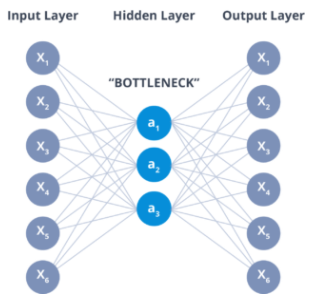 Input Layer Hidden Layer Output Layer
"BOTTLENECK"
X₁ X₁
X₂ a₁ X₂
X₃ a₂ X₃
X₄ a₃ X₄
X₅ X₅
X₆ X₆